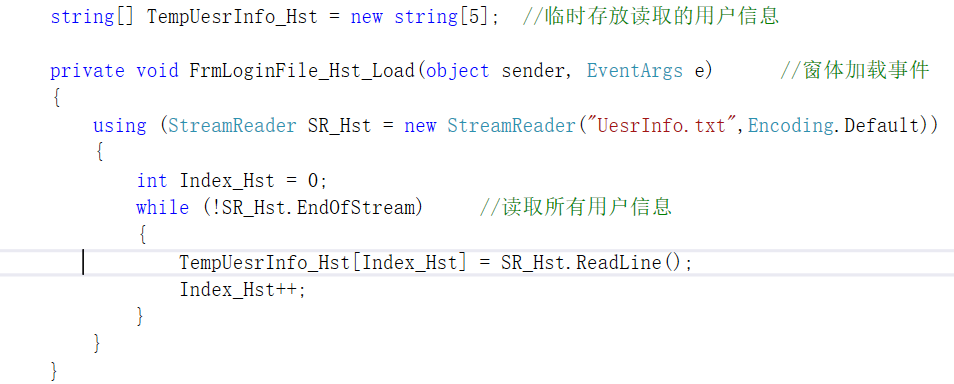 string[] TempUesrInfo_Hst = new string[5];  //临时存放读取的用户信息
private void FrmLoginFile_Hst_Load(object sender, EventArgs e)      //窗体加载事件
{
using (StreamReader SR_Hst = new StreamReader("UesrInfo.txt",Encoding.Default))
{
int Index_Hst = 0;
while (!SR_Hst.EndOfStream)     //读取所有用户信息
{
TempUesrInfo_Hst[Index_Hst] = SR_Hst.ReadLine();
Index_Hst++;
}
}
}